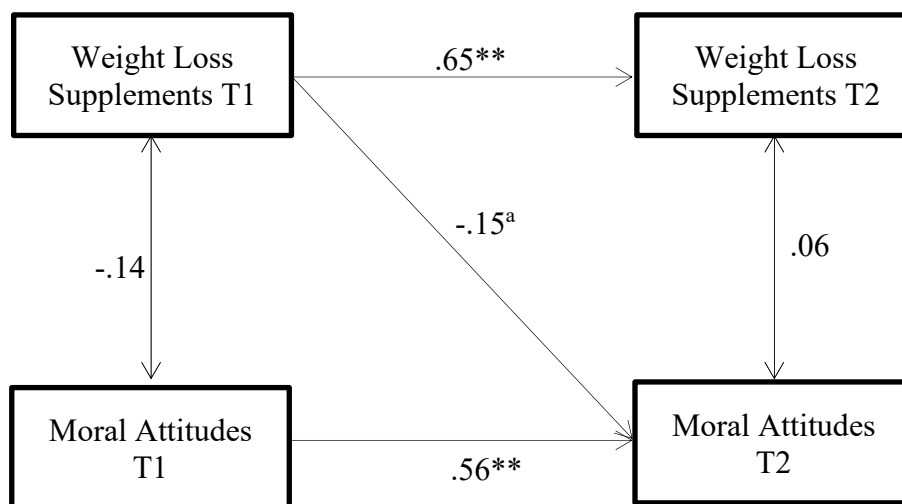 Weight Loss
Supplements T1
.65**
Weight Loss
Supplements T2
-.14
-.15ᵃ
.06
Moral Attitudes
T1
.56**
Moral Attitudes
T2